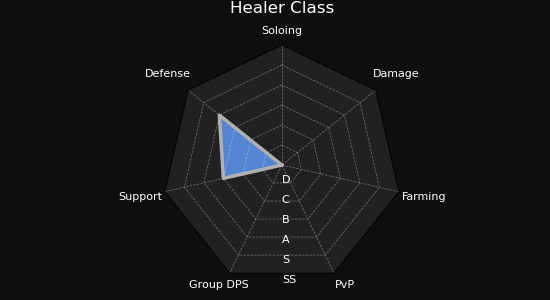 Healer Class
Soloing
Defense
Damage
Support
Farming
D
C
B
A
S
SS
Group DPS
PvP